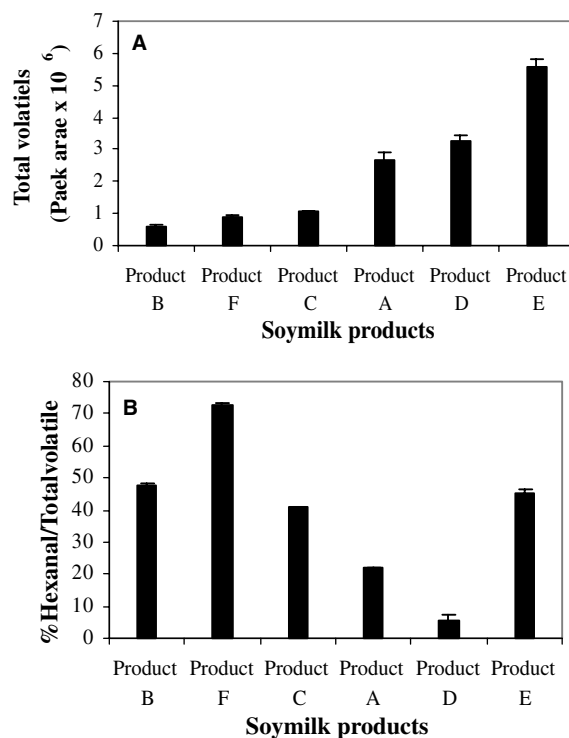 A
Total volatiels
(Paek arae x 10 6)
7
6
5
4
3
2
1
0
Product Product Product Product Product Product
B F C A D E
Soymilk products
B
%Hexanal/Totalvolatile
80
70
60
50
40
30
20
10
0
Product Product Product Product Product Product
B F C A D E
Soymilk products